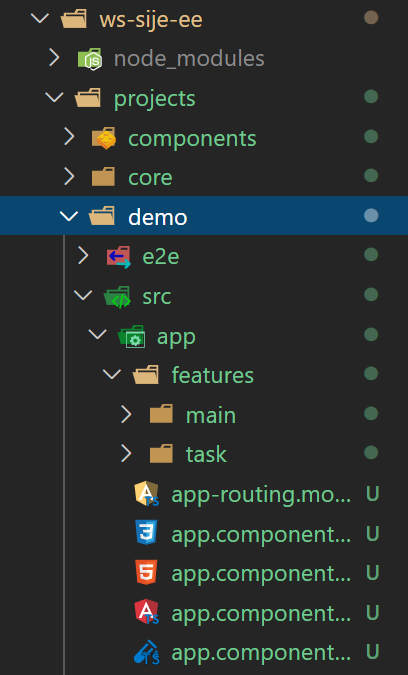 ws-sije-ee
node_modules
projects
components
core
demo
e2e
src
app
features
main
task
app-routing.mo... U
app.component... U
app.component... U
app.component... U
app.component... U